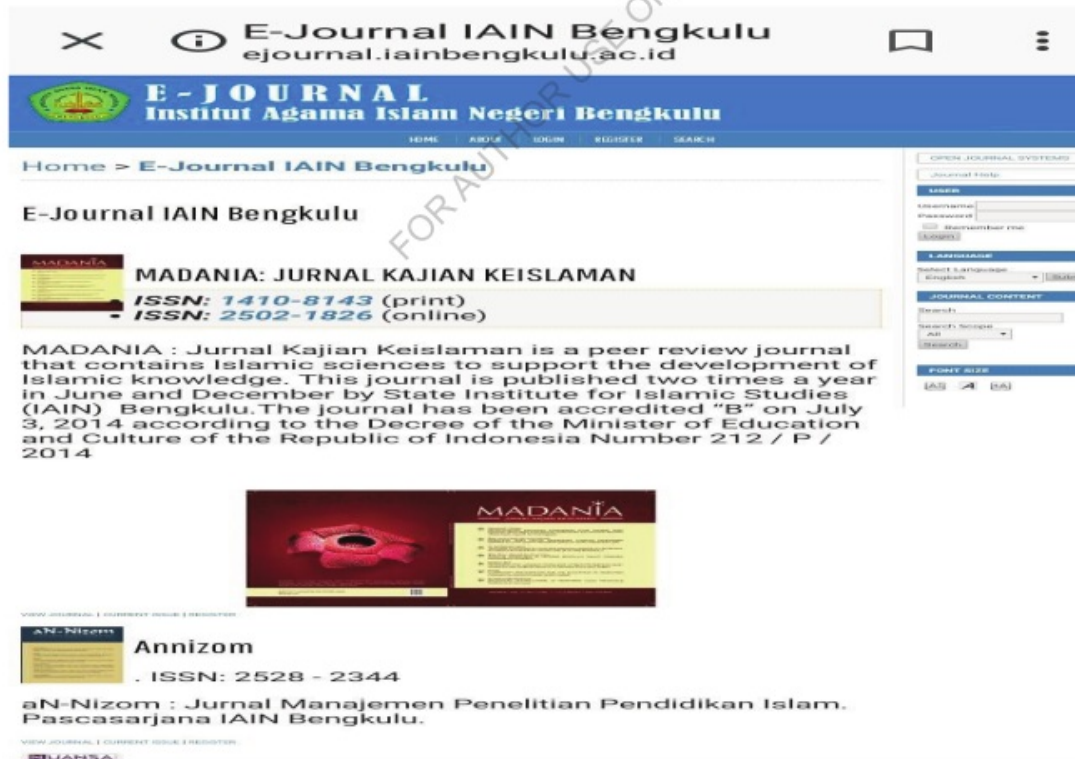 E-Journal IAIN Bengkulu
ejournal.iainbengkulu.ac.id
E-JOURNAL
Institut Agama Islam Negeri Bengkulu
HOME ABOUT LOGIN REGISTER SEARCH
Home > E-Journal IAIN Bengkulu
OPEN JOURNAL SYSTEMS
Journal Help
USER
Username
Password
Remember me
Login
LANGUAGE
Select Language
English
JOURNAL CONTENT
Search
Search Scope
All
Search
FONT SIZE
FOR AUTHOR USE
E-Journal IAIN Bengkulu
MADANIA
MADANIA: JURNAL KAJIAN KEISLAMAN
• ISSN: 1410-8143 (print)
• ISSN: 2502-1826 (online)
MADANIA : Jurnal Kajian Keislaman is a peer review journal
that contains Islamic sciences to support the development of
Islamic knowledge. This journal is published two times a year
in June and December by State Institute for Islamic Studies
(IAIN) Bengkulu.The journal has been accredited “B” on July
3, 2014 according to the Decree of the Minister of Education
and Culture of the Republic of Indonesia Number 212 / P /
2014
MADANIA
VIEW JOURNAL | CURRENT ISSUE | REGISTER
aN-Nizom
Annizom
. ISSN: 2528 - 2344
aN-Nizom : Jurnal Manajemen Penelitian Pendidikan Islam.
Pascasarjana IAIN Bengkulu.
VIEW JOURNAL | CURRENT ISSUE | REGISTER